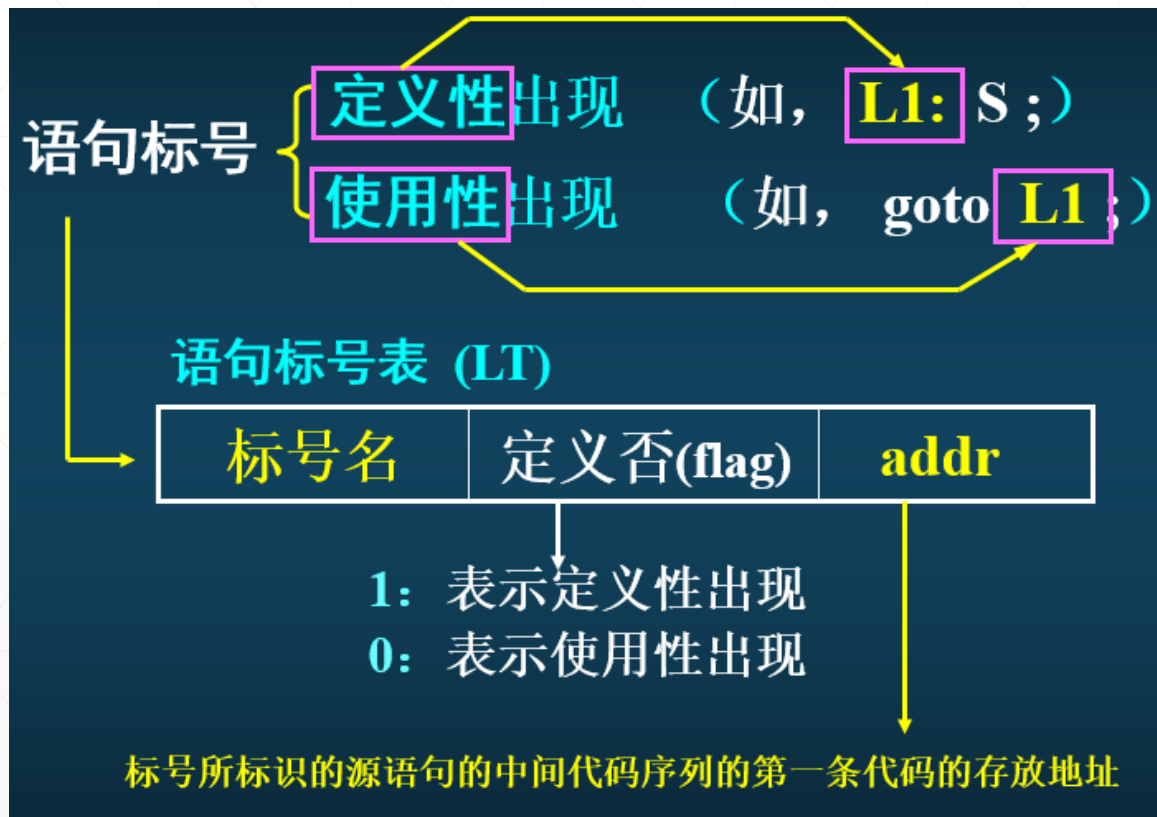 定义性出现 （如， L1: S ;）
语句标号
使用性出现 （如， goto L1 ;）
语句标号表 (LT)
标号名 定义否(flag) addr
1： 表示定义性出现
0： 表示使用性出现
标号所标识的源语句的中间代码序列的第一条代码的存放地址